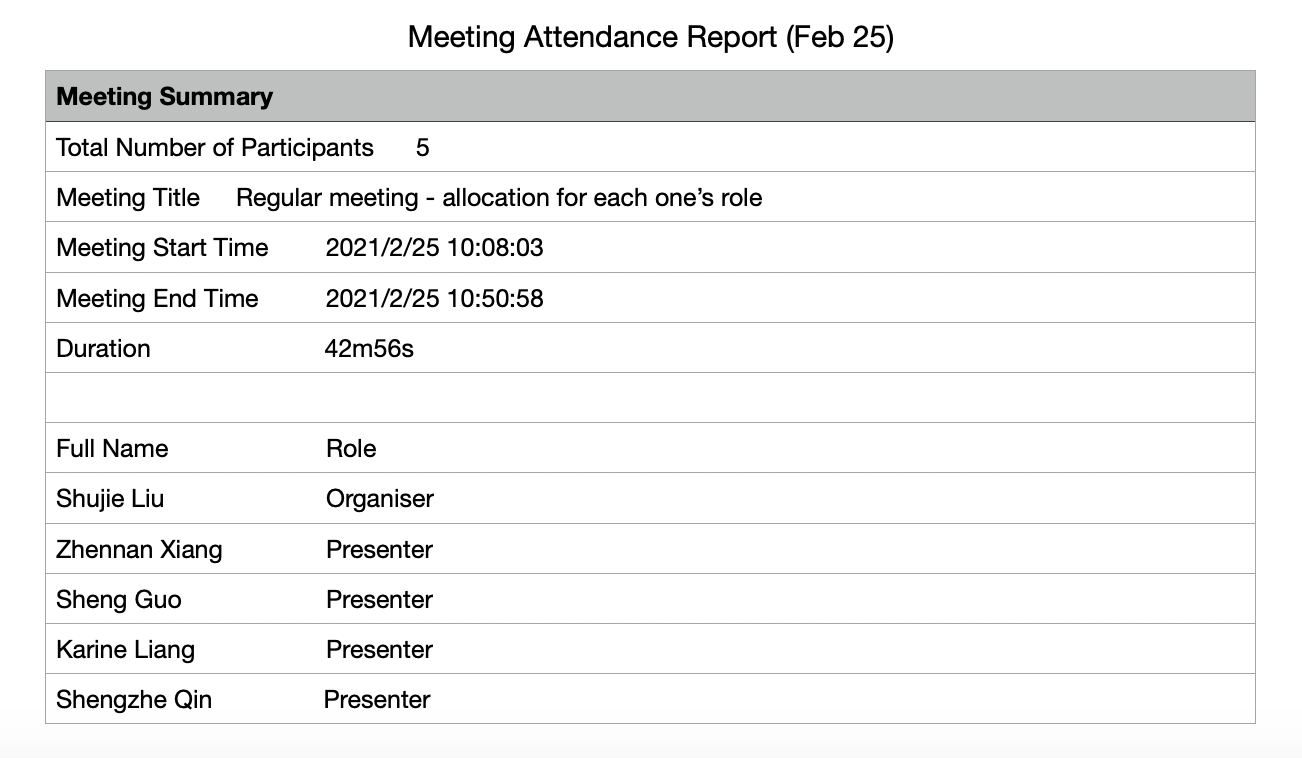 Meeting Attendance Report (Feb 25)
Meeting Summary
Total Number of Participants 5
Meeting Title Regular meeting - allocation for each one’s role
Meeting Start Time 2021/2/25 10:08:03
Meeting End Time 2021/2/25 10:50:58
Duration 42m56s
Full Name Role
Shujie Liu Organiser
Zhennan Xiang Presenter
Sheng Guo Presenter
Karine Liang Presenter
Shengzhe Qin Presenter